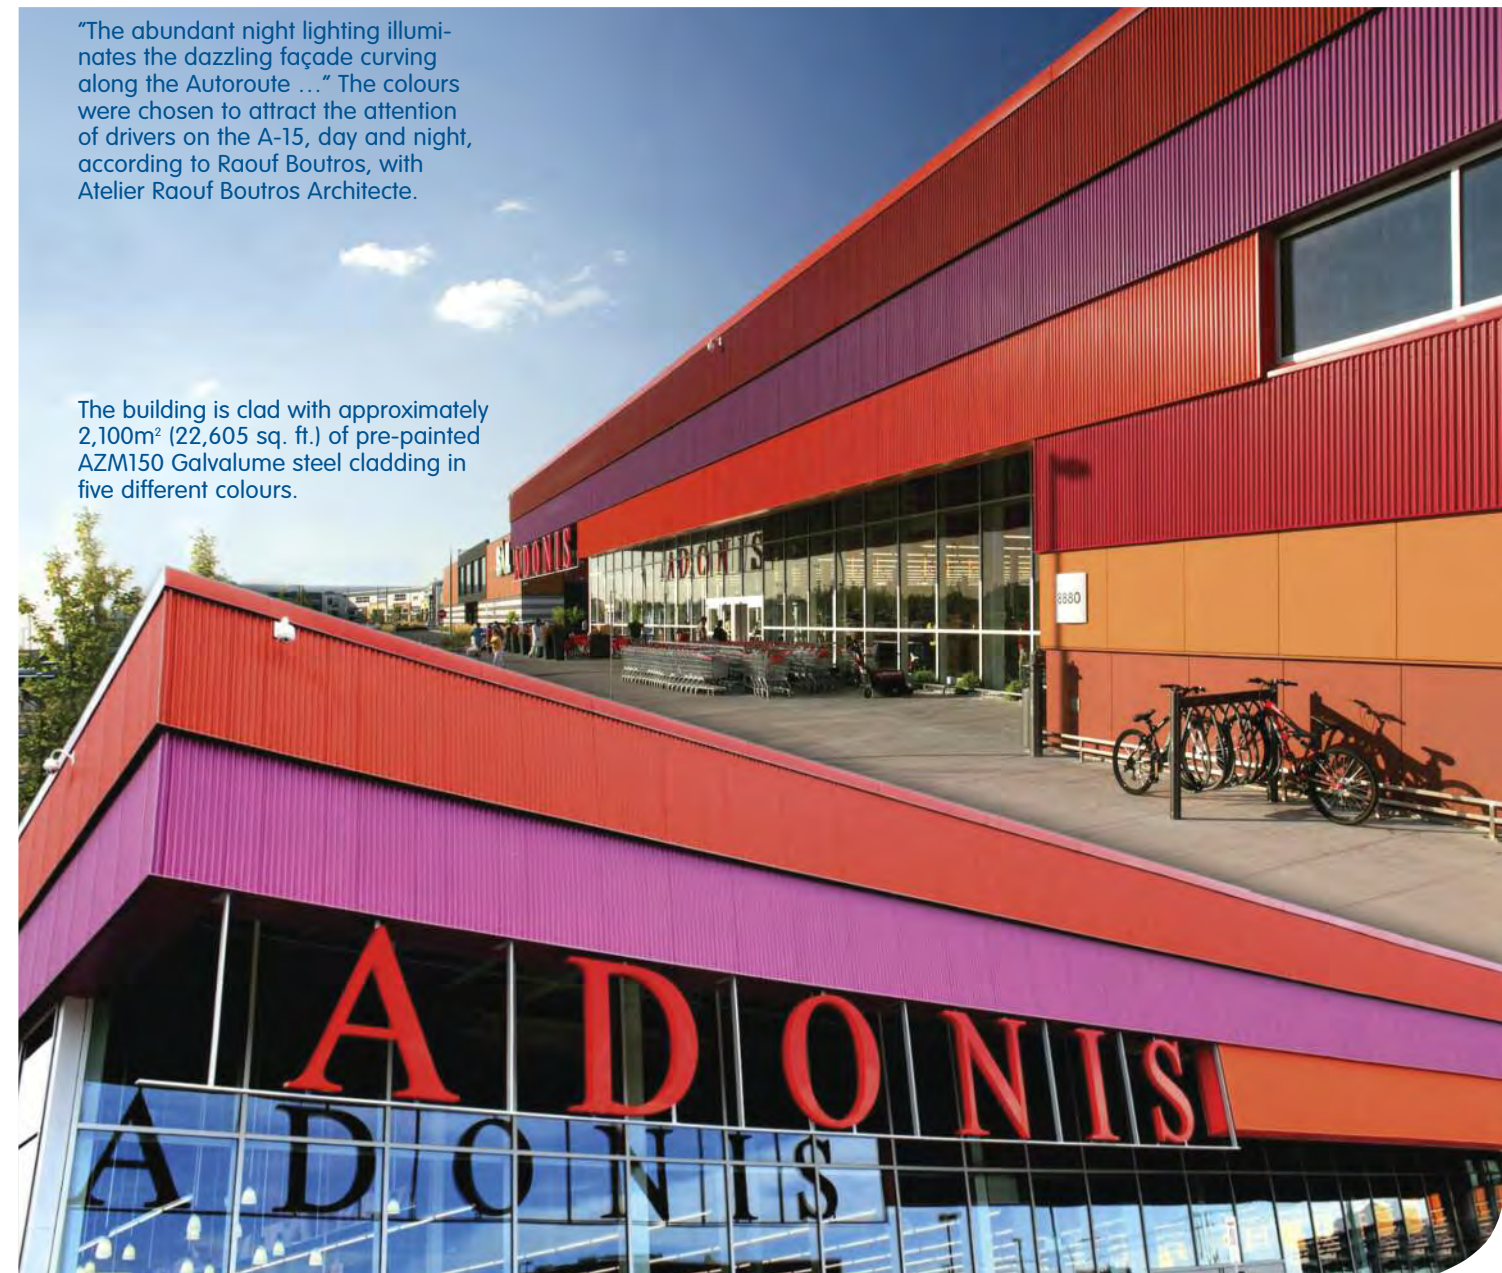 “The abundant night lighting illumi-
nates the dazzling façade curving
along the Autoroute …“ The colours
were chosen to attract the attention
of drivers on the A-15, day and night,
according to Raouf Boutros, with
Atelier Raouf Boutros Architecte.
The building is clad with approximately
2,100m² (22,605 sq. ft.) of pre-painted
AZM150 Galvalume steel cladding in
five different colours.
ADONIS
ADONIS
8880
ADONIS
ADONIS